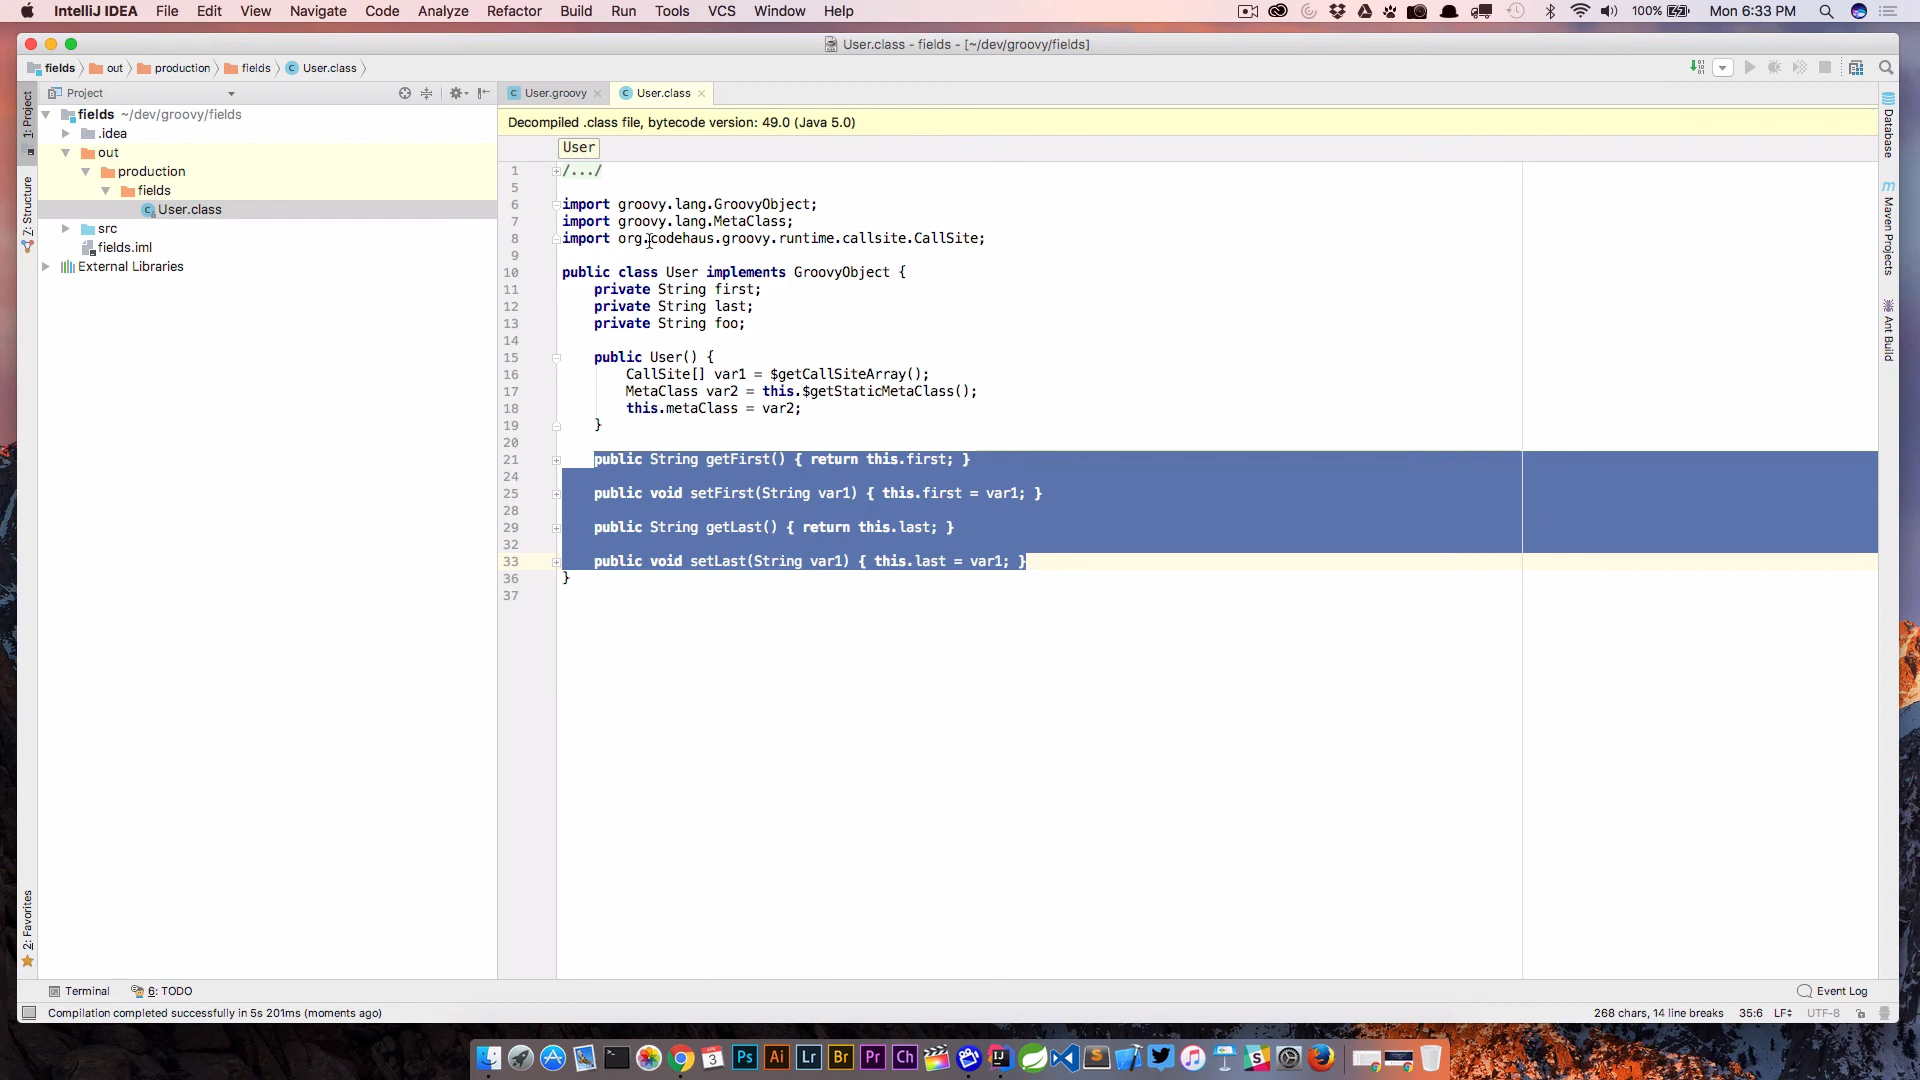 IntelliJ IDEA File Edit View Navigate Code Analyze Refactor Build Run Tools VCS Window Help 100% Mon 6:33 PM
User.class - fields - [~/dev/groovy/fields]
fields out production fields User.class
Project
User.groovy User.class
1: Project
7: Structure
2: Favorites
fields ~/dev/groovy/fields
.idea
out
production
fields
User.class
src
fields.iml
External Libraries
Decompiled .class file, bytecode version: 49.0 (Java 5.0)
User
1 /.../
5
6 import groovy.lang.GroovyObject;
7 import groovy.lang.MetaClass;
8 import org.codehaus.groovy.runtime.callsite.CallSite;
9
10 public class User implements GroovyObject {
11 private String first;
12 private String last;
13 private String foo;
14
15 public User() {
16 CallSite[] var1 = $getCallSiteArray();
17 MetaClass var2 = this.$getStaticMetaClass();
18 this.metaClass = var2;
19 }
20
21 public String getFirst() { return this.first; }
24
25 public void setFirst(String var1) { this.first = var1; }
28
29 public String getLast() { return this.last; }
32
33 public void setLast(String var1) { this.last = var1; }
36 }
37
Database
Maven Projects
Ant Build
Terminal 6: TODO Event Log
Compilation completed successfully in 5s 201ms (moments ago) 268 chars, 14 line breaks 35:6 LF UTF-8
3 Ps Ai Lr Br Pr Ch IJ S